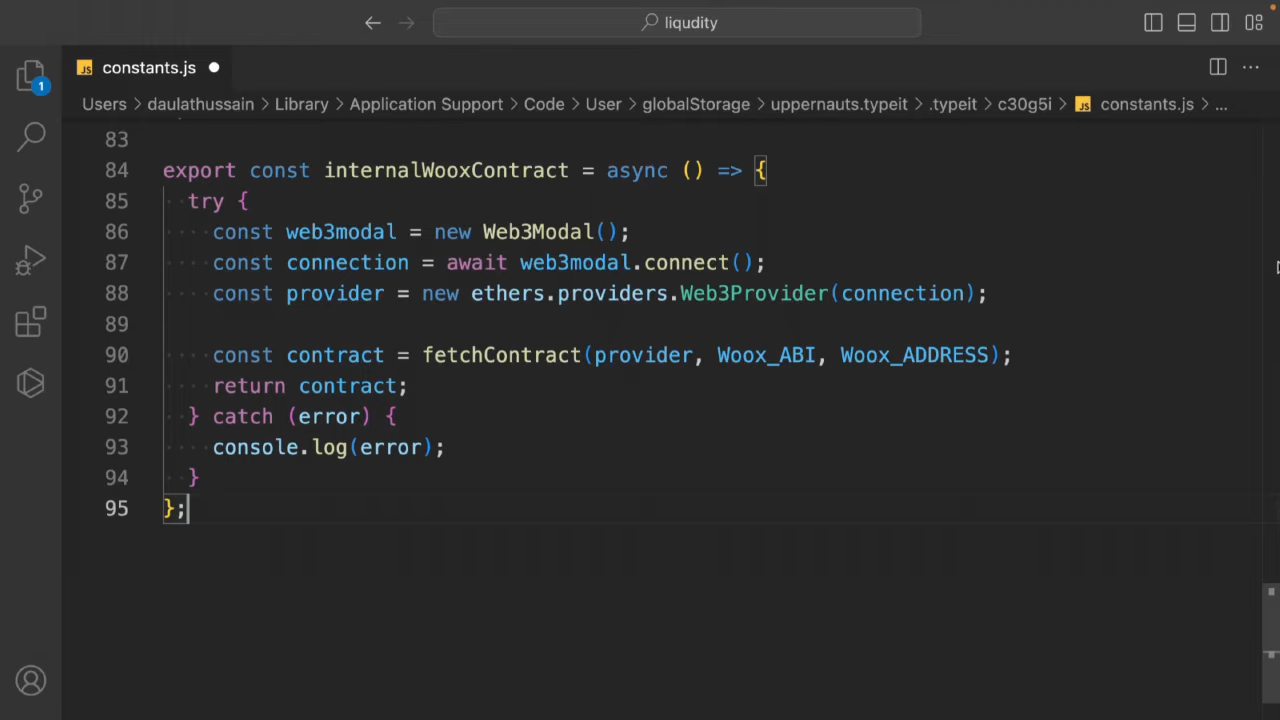 liqudity
JS constants.js
1
Users > daulathussain > Library > Application Support > Code > User > globalStorage > uppernauts.typeit > .typeit > c30g5i > JS constants.js > ...
83
84 export const internalWooxContract = async () => {
85 try {
86 const web3modal = new Web3Modal();
87 const connection = await web3modal.connect();
88 const provider = new ethers.providers.Web3Provider(connection);
89
90 const contract = fetchContract(provider, Woox_ABI, Woox_ADDRESS);
91 return contract;
92 } catch (error) {
93 console.log(error);
94 }
95 };